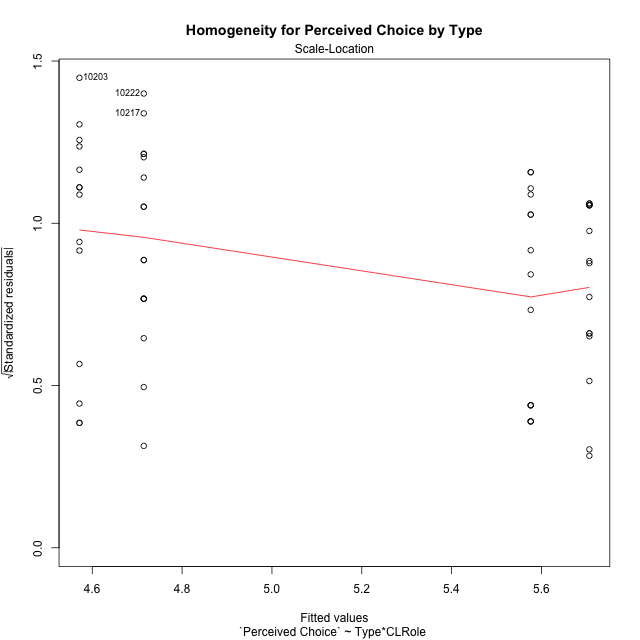 Homogeneity for Perceived Choice by Type
Scale-Location
1.5
1.0
0.5
0.0
√|Standardized residuals|
10203
10222
10217
4.6 4.8 5.0 5.2 5.4 5.6
Fitted values
`Perceived Choice` ~ Type*CLRole